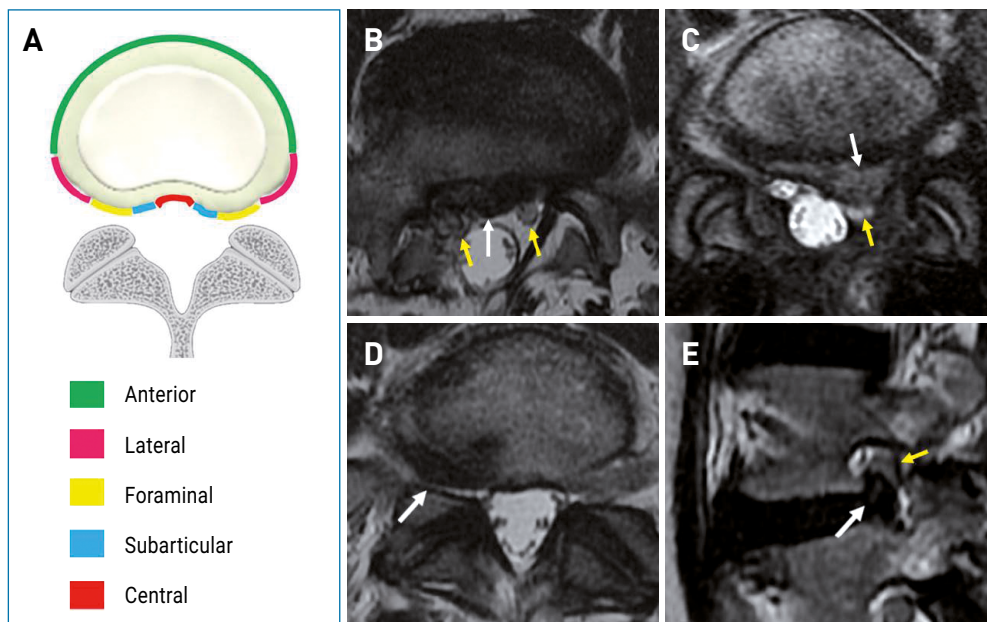 A
B
C
D
E
Anterior
Lateral
Foraminal
Subarticular
Central